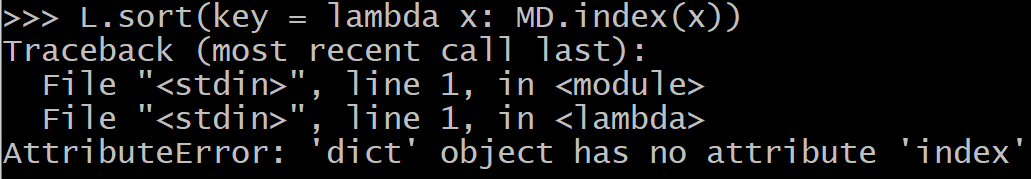 >>> L.sort(key = lambda x: MD.index(x))
Traceback (most recent call last):
  File "<stdin>", line 1, in <module>
  File "<stdin>", line 1, in <lambda>
AttributeError: 'dict' object has no attribute 'index'